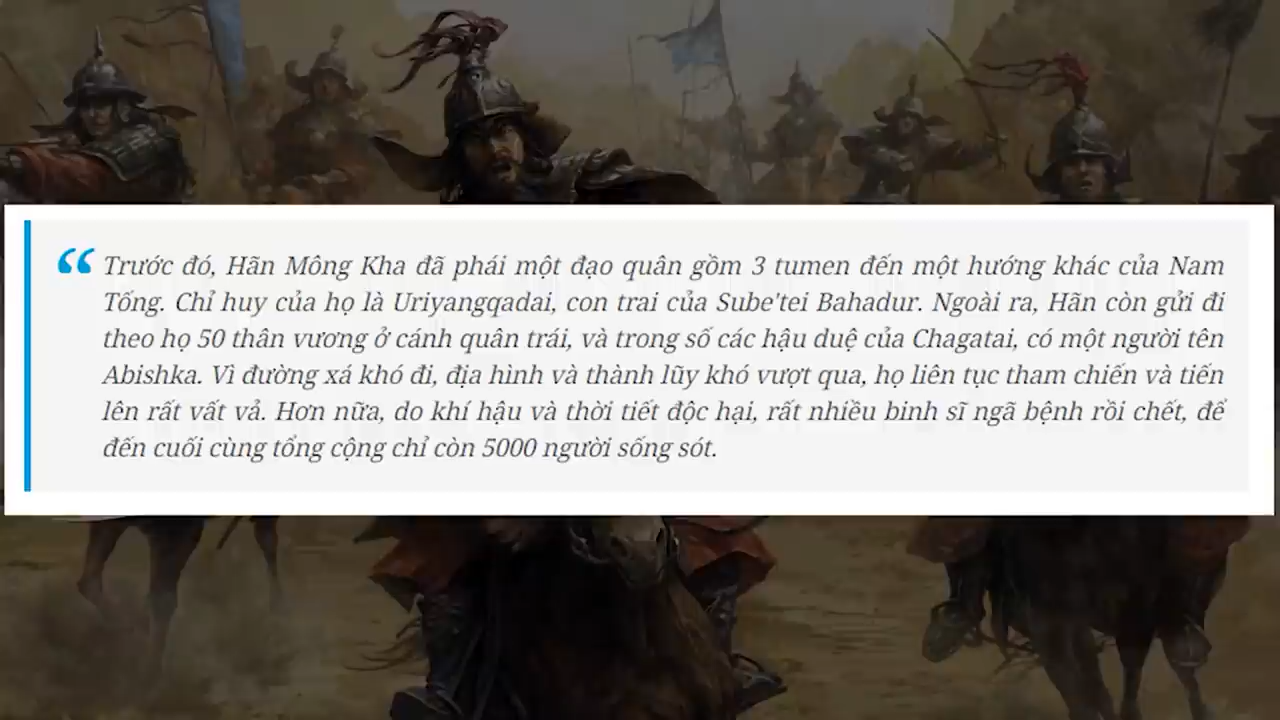 “ Trước đó, Hãn Mông Kha đã phái một đạo quân gồm 3 tumen đến một hướng khác của Nam
Tống. Chỉ huy của họ là Uriyangqadai, con trai của Sube'tei Bahadur. Ngoài ra, Hãn còn gửi đi
theo họ 50 thân vương ở cánh quân trái, và trong số các hậu duệ của Chagatai, có một người tên
Abishka. Vì đường xá khó đi, địa hình và thành lũy khó vượt qua, họ liên tục tham chiến và tiến
lên rất vất vả. Hơn nữa, do khí hậu và thời tiết độc hại, rất nhiều binh sĩ ngã bệnh rồi chết, để
đến cuối cùng tổng cộng chỉ còn 5000 người sống sót.